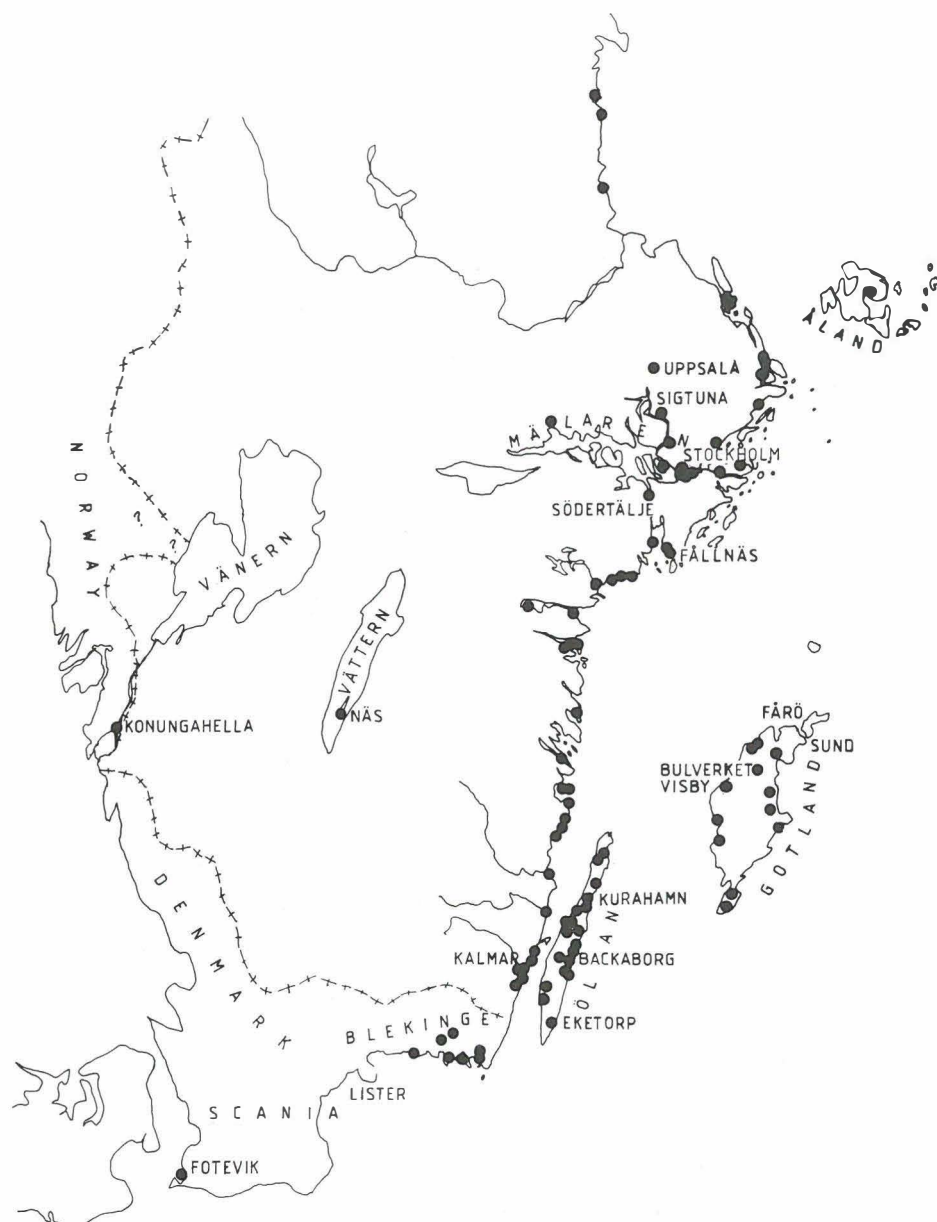 ÅLAND
UPPSALA
SIGTUNA
MÄLAREN
STOCKHOLM
SÖDERTÄLJE
FÅLLNÄS
NORWAY
?
?
VÄNERN
VÄTTERN
NÄS
KONUNGAHELLA
FÅRÖ
SUND
BULVERKET
VISBY
GOTLAND
KURAHAMN
ÖLAN
KALMAR
BACKABORG
EKETORP
DENMARK
BLEKINGE
LISTER
SCANIA
FOTEVIK